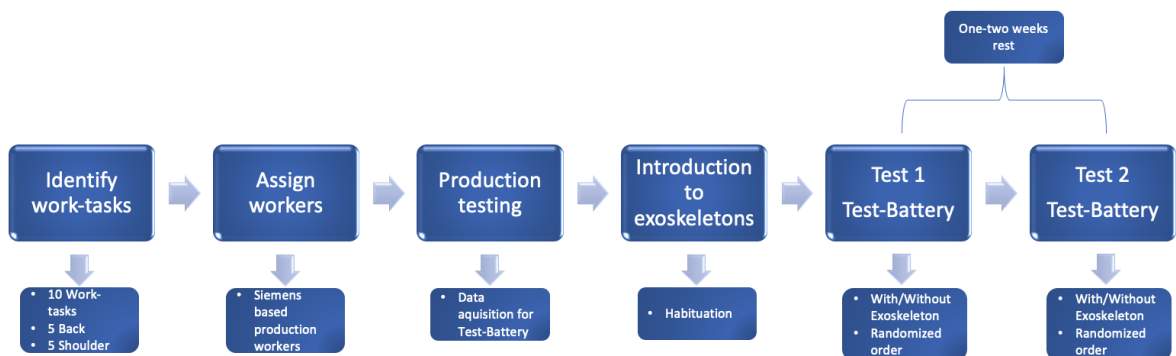 One-two weeks
rest
Identify
work-tasks
Assign
workers
Production
testing
Introduction
to
exoskeletons
Test 1
Test-Battery
Test 2
Test-Battery
• 10 Work-
tasks
• 5 Back
• 5 Shoulder
• Siemens
based
production
workers
• Data
aquisition for
Test-Battery
• Habituation
• With/Without
Exoskeleton
• Randomized
order
• With/Without
Exoskeleton
• Randomized
order